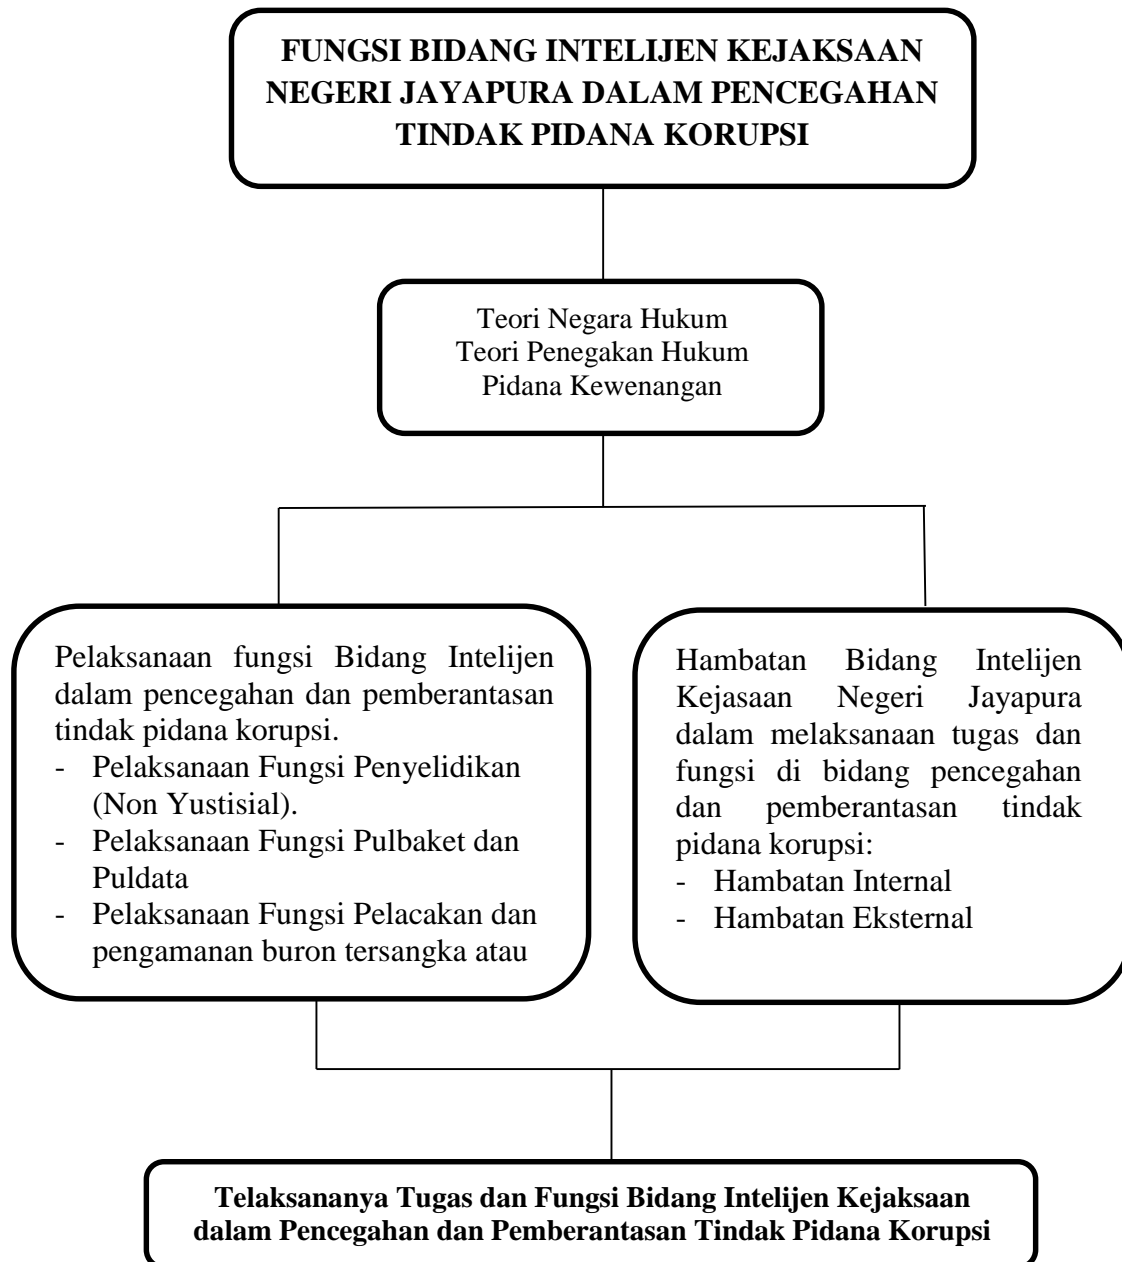 FUNGSI BIDANG INTELIJEN KEJAKSAAN
NEGERI JAYAPURA DALAM PENCEGAHAN
TINDAK PIDANA KORUPSI
Teori Negara Hukum
Teori Penegakan Hukum
Pidana Kewenangan
Pelaksanaan fungsi Bidang Intelijen
dalam pencegahan dan pemberantasan
tindak pidana korupsi.
- Pelaksanaan Fungsi Penyelidikan
(Non Yustisial).
- Pelaksanaan Fungsi Pulbaket dan
Puldata
- Pelaksanaan Fungsi Pelacakan dan
pengamanan buron tersangka atau
Hambatan Bidang Intelijen
Kejasaan Negeri Jayapura
dalam melaksanaan tugas dan
fungsi di bidang pencegahan
dan pemberantasan tindak
pidana korupsi:
- Hambatan Internal
- Hambatan Eksternal
Telaksananya Tugas dan Fungsi Bidang Intelijen Kejaksaan
dalam Pencegahan dan Pemberantasan Tindak Pidana Korupsi